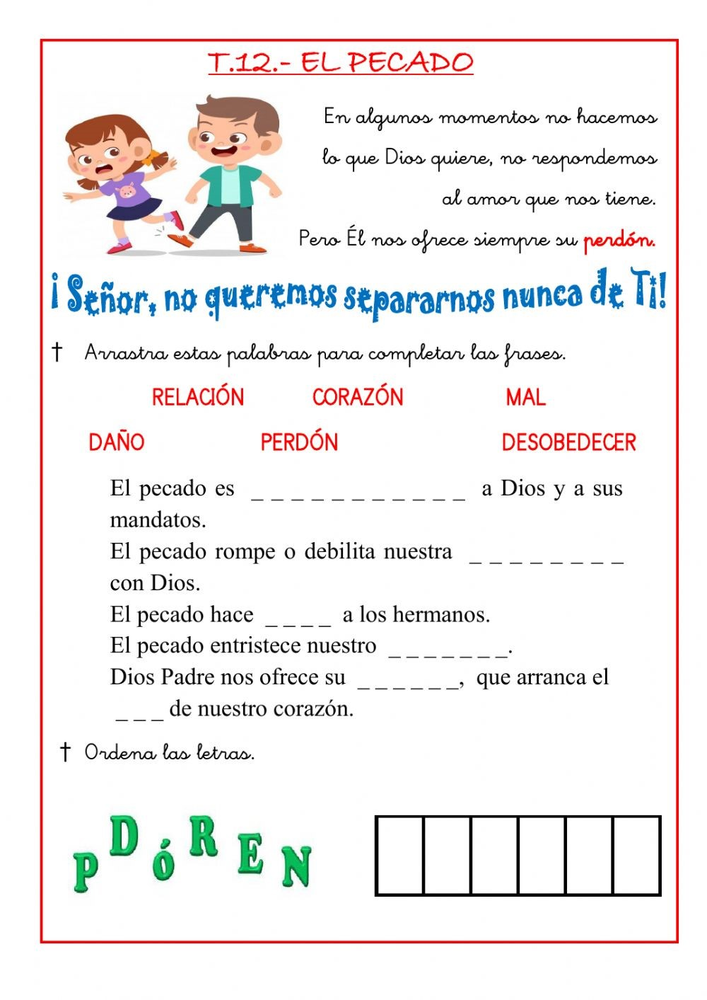 T.12.- EL PECADO
En algunos momentos no hacemos
lo que Dios quiere, no respondemos
al amor que nos tiene.
Pero Él nos ofrece siempre su perdón.
¡ Señor, no queremos separarnos nunca de Ti!
† Arrastra estas palabras para completar las frases.
RELACIÓN CORAZÓN MAL
DAÑO PERDÓN DESOBEDECER
El pecado es _ _ _ _ _ _ _ _ _ _ _ a Dios y a sus
mandatos.
El pecado rompe o debilita nuestra _ _ _ _ _ _ _ _
con Dios.
El pecado hace _ _ _ _ a los hermanos.
El pecado entristece nuestro _ _ _ _ _ _ _.
Dios Padre nos ofrece su _ _ _ _ _ _, que arranca el
_ _ _ de nuestro corazón.
† Ordena las letras.
P D Ó R E N